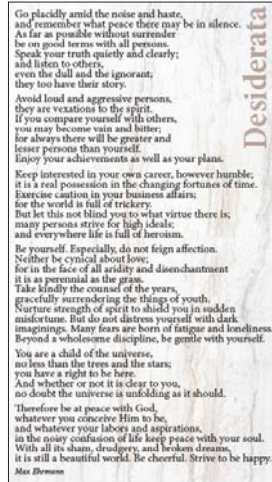 Desiderata
Go placidly amid the noise and haste,
and remember what peace there may be in silence.
As far as possible without surrender
be on good terms with all persons.
Speak your truth quietly and clearly;
and listen to others,
even the dull and the ignorant;
they too have their story.
Avoid loud and aggressive persons,
they are vexations to the spirit.
If you compare yourself with others,
you may become vain and bitter;
for always there will be greater and
lesser persons than yourself.
Enjoy your achievements as well as your plans.
Keep interested in your own career, however humble;
it is a real possession in the changing fortunes of time.
Exercise caution in your business affairs;
for the world is full of trickery.
But let this not blind you to what virtue there is;
many persons strive for high ideals;
and everywhere life is full of heroism.
Be yourself. Especially, do not feign affection.
Neither be cynical about love;
for in the face of all aridity and disenchantment
it is as perennial as the grass.
Take kindly the counsel of the years,
gracefully surrendering the things of youth.
Nurture strength of spirit to shield you in sudden
misfortune. But do not distress yourself with dark
imaginings. Many fears are born of fatigue and loneliness.
Beyond a wholesome discipline, be gentle with yourself.
You are a child of the universe,
no less than the trees and the stars;
you have a right to be here.
And whether or not it is clear to you,
no doubt the universe is unfolding as it should.
Therefore be at peace with God,
whatever you conceive Him to be,
and whatever your labors and aspirations,
in the noisy confusion of life keep peace with your soul.
With all its sham, drudgery, and broken dreams,
it is still a beautiful world. Be cheerful. Strive to be happy.
Max Ehrmann